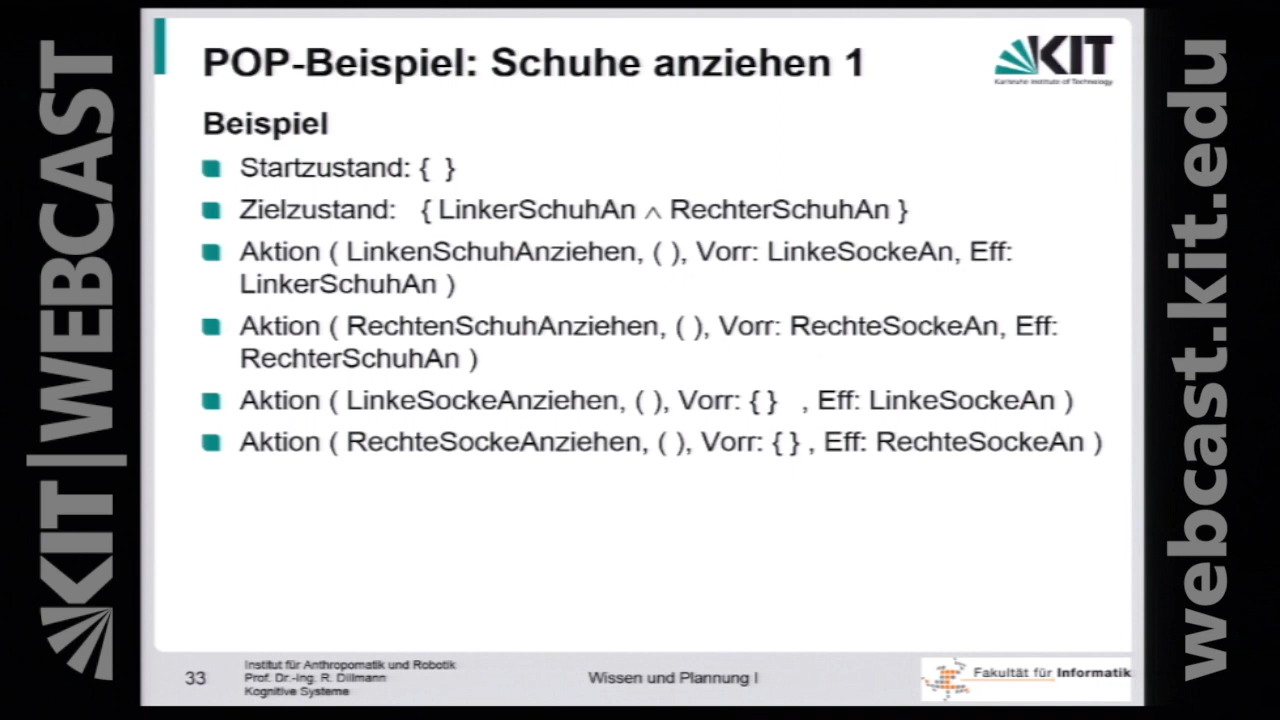 KIT | WEBCAST
POP-Beispiel: Schuhe anziehen 1
KIT
Karlsruhe Institute of Technology
Beispiel
Startzustand: { }
Zielzustand: { LinkerSchuhAn ∧ RechterSchuhAn }
Aktion ( LinkenSchuhAnziehen, ( ), Vorr: LinkeSockeAn, Eff:
LinkerSchuhAn )
Aktion ( RechtenSchuhAnziehen, ( ), Vorr: RechteSockeAn, Eff:
RechterSchuhAn )
Aktion ( LinkeSockeAnziehen, ( ), Vorr: { } , Eff: LinkeSockeAn )
Aktion ( RechteSockeAnziehen, ( ), Vorr: { } , Eff: RechteSockeAn )
33
Institut für Anthropomatik und Robotik
Prof. Dr.-Ing. R. Dillmann
Kognitive Systeme
Wissen und Plannung I
Fakultät für Informatik
webcast.kit.edu